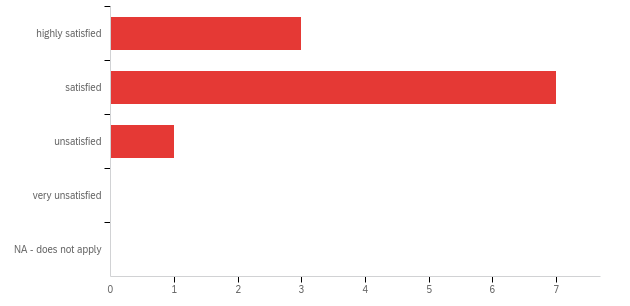 highly satisfied
satisfied
unsatisfied
very unsatisfied
NA - does not apply
0 1 2 3 4 5 6 7